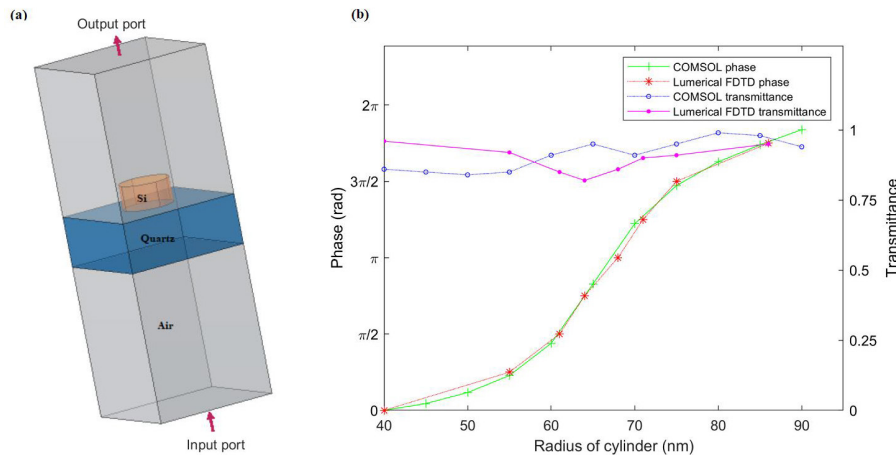 (a)
Output port
Si
Quartz
Air
Input port
(b)
COMSOL phase
Lumerical FDTD phase
COMSOL transmittance
Lumerical FDTD transmittance
2π
3π/2
π
π/2
0
Phase (rad)
1
0.75
0.5
0.25
0
Transmittance
40
50
60
70
80
90
Radius of cylinder (nm)